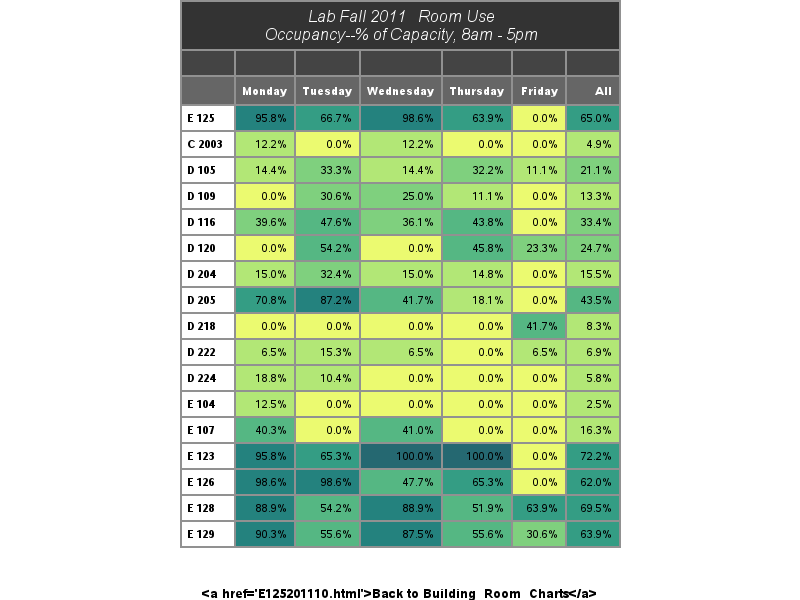 Lab Fall 2011 Room Use
Occupancy--% of Capacity, 8am - 5pm
Monday Tuesday Wednesday Thursday Friday All
E 125 95.8% 66.7% 98.6% 63.9% 0.0% 65.0%
C 2003 12.2% 0.0% 12.2% 0.0% 0.0% 4.9%
D 105 14.4% 33.3% 14.4% 32.2% 11.1% 21.1%
D 109 0.0% 30.6% 25.0% 11.1% 0.0% 13.3%
D 116 39.6% 47.6% 36.1% 43.8% 0.0% 33.4%
D 120 0.0% 54.2% 0.0% 45.8% 23.3% 24.7%
D 204 15.0% 32.4% 15.0% 14.8% 0.0% 15.5%
D 205 70.8% 87.2% 41.7% 18.1% 0.0% 43.5%
D 218 0.0% 0.0% 0.0% 0.0% 41.7% 8.3%
D 222 6.5% 15.3% 6.5% 0.0% 6.5% 6.9%
D 224 18.8% 10.4% 0.0% 0.0% 0.0% 5.8%
E 104 12.5% 0.0% 0.0% 0.0% 0.0% 2.5%
E 107 40.3% 0.0% 41.0% 0.0% 0.0% 16.3%
E 123 95.8% 65.3% 100.0% 100.0% 0.0% 72.2%
E 126 98.6% 98.6% 47.7% 65.3% 0.0% 62.0%
E 128 88.9% 54.2% 88.9% 51.9% 63.9% 69.5%
E 129 90.3% 55.6% 87.5% 55.6% 30.6% 63.9%
<a href='E125201110.html'>Back to Building_Room_Charts</a>